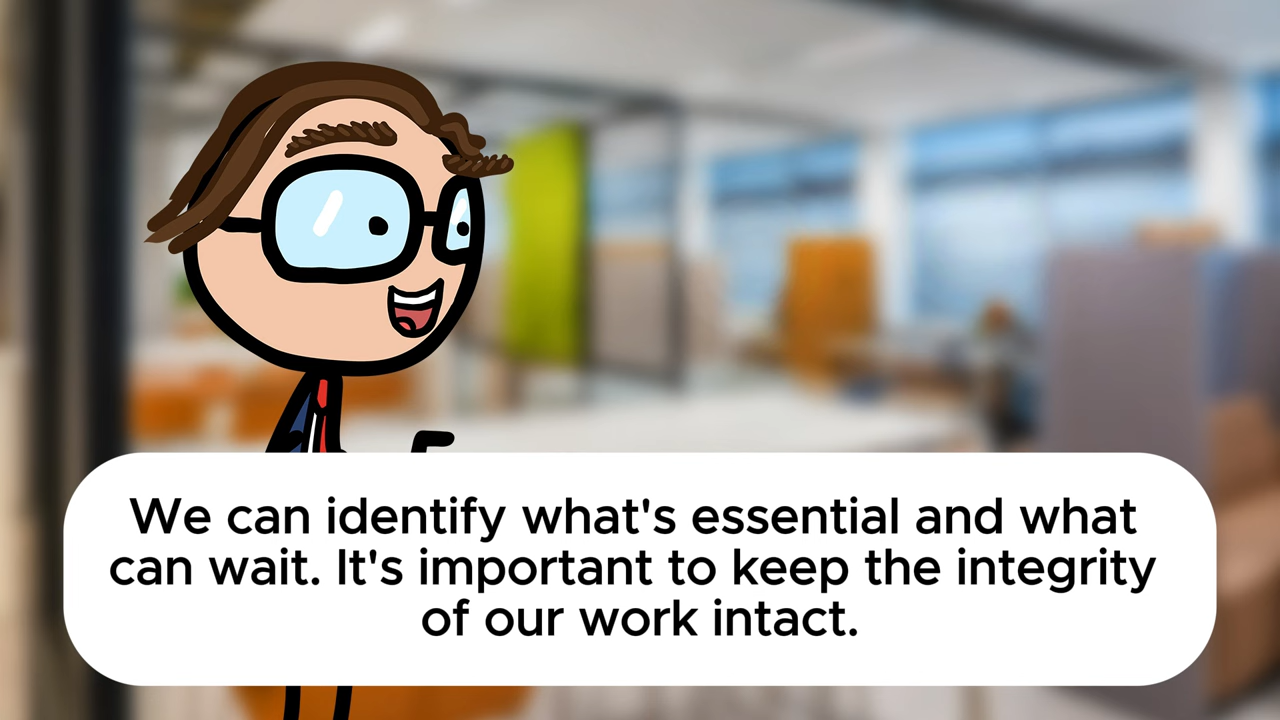 We can identify what's essential and what
can wait. It's important to keep the integrity
of our work intact.